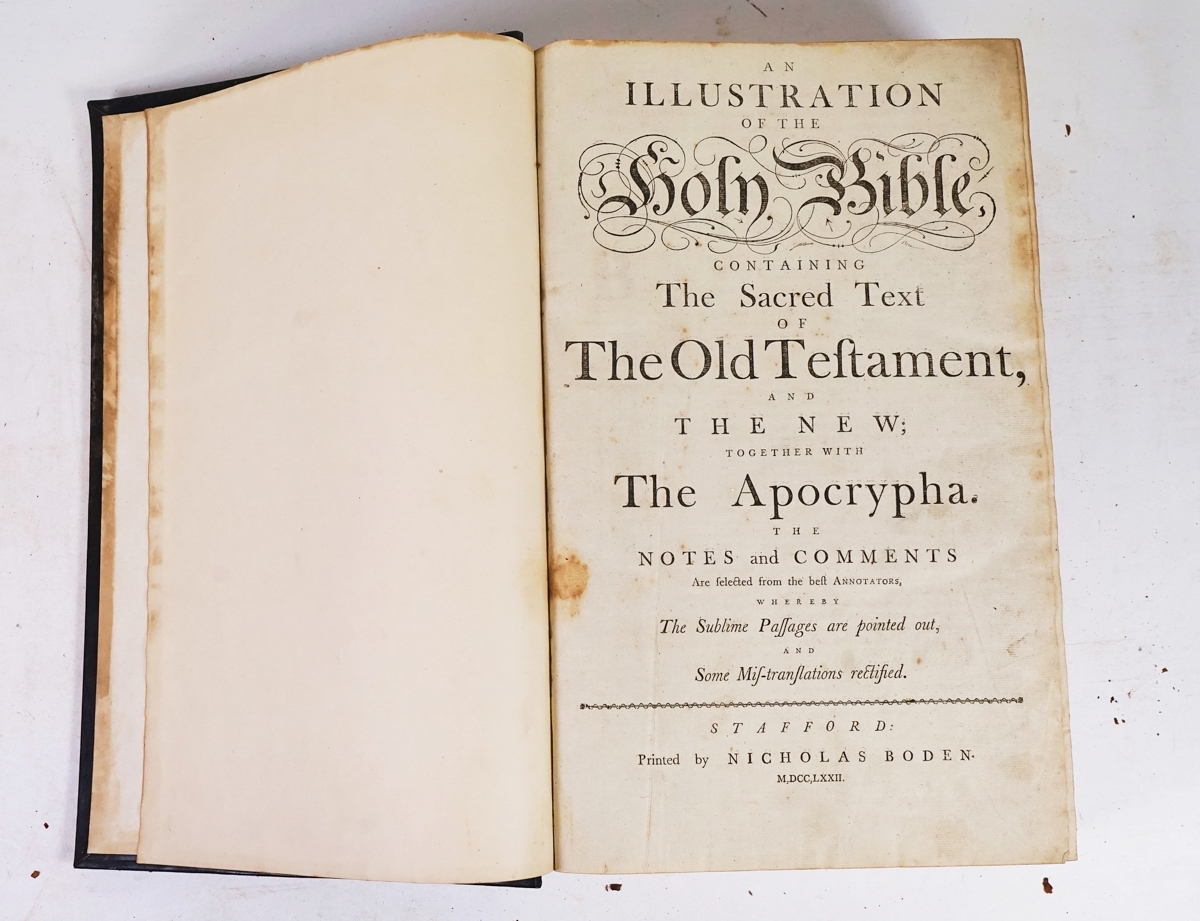 AN
ILLUSTRATION
OF THE
Holy Bible,
CONTAINING
The Sacred Text
OF
The Old Teſtament,
AND
THE NEW;
TOGETHER WITH
The Apocrypha.
THE
NOTES and COMMENTS
Are ſelected from the beſt ANNOTATORS,
WHEREBY
The Sublime Paſſages are pointed out,
AND
Some Miſ-tranſlations rectified.
STAFFORD:
Printed by NICHOLAS BODEN.
M,DCC,LXXII.